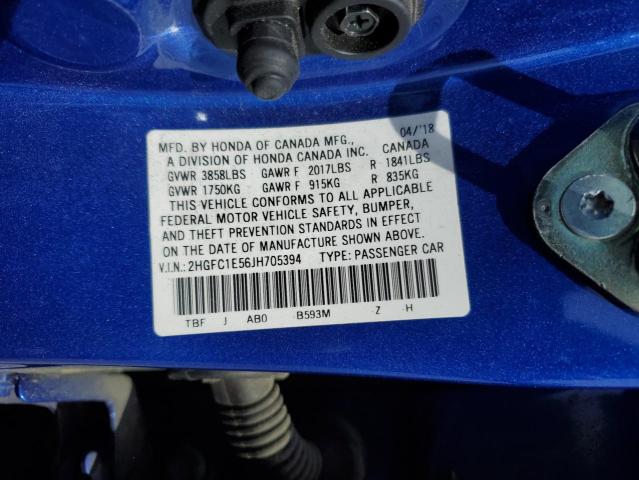 MFD. BY HONDA OF CANADA MFG., 04/'18
A DIVISION OF HONDA CANADA INC. CANADA
GVWR 3858LBS GAWR F 2017LBS R 1841LBS
GVWR 1750KG GAWR F 915KG R 835KG
THIS VEHICLE CONFORMS TO ALL APPLICABLE
FEDERAL MOTOR VEHICLE SAFETY, BUMPER,
AND THEFT PREVENTION STANDARDS IN EFFECT
ON THE DATE OF MANUFACTURE SHOWN ABOVE.
V.I.N.: 2HGFC1E56JH705394 TYPE: PASSENGER CAR
TBF J AB0 B593M Z H